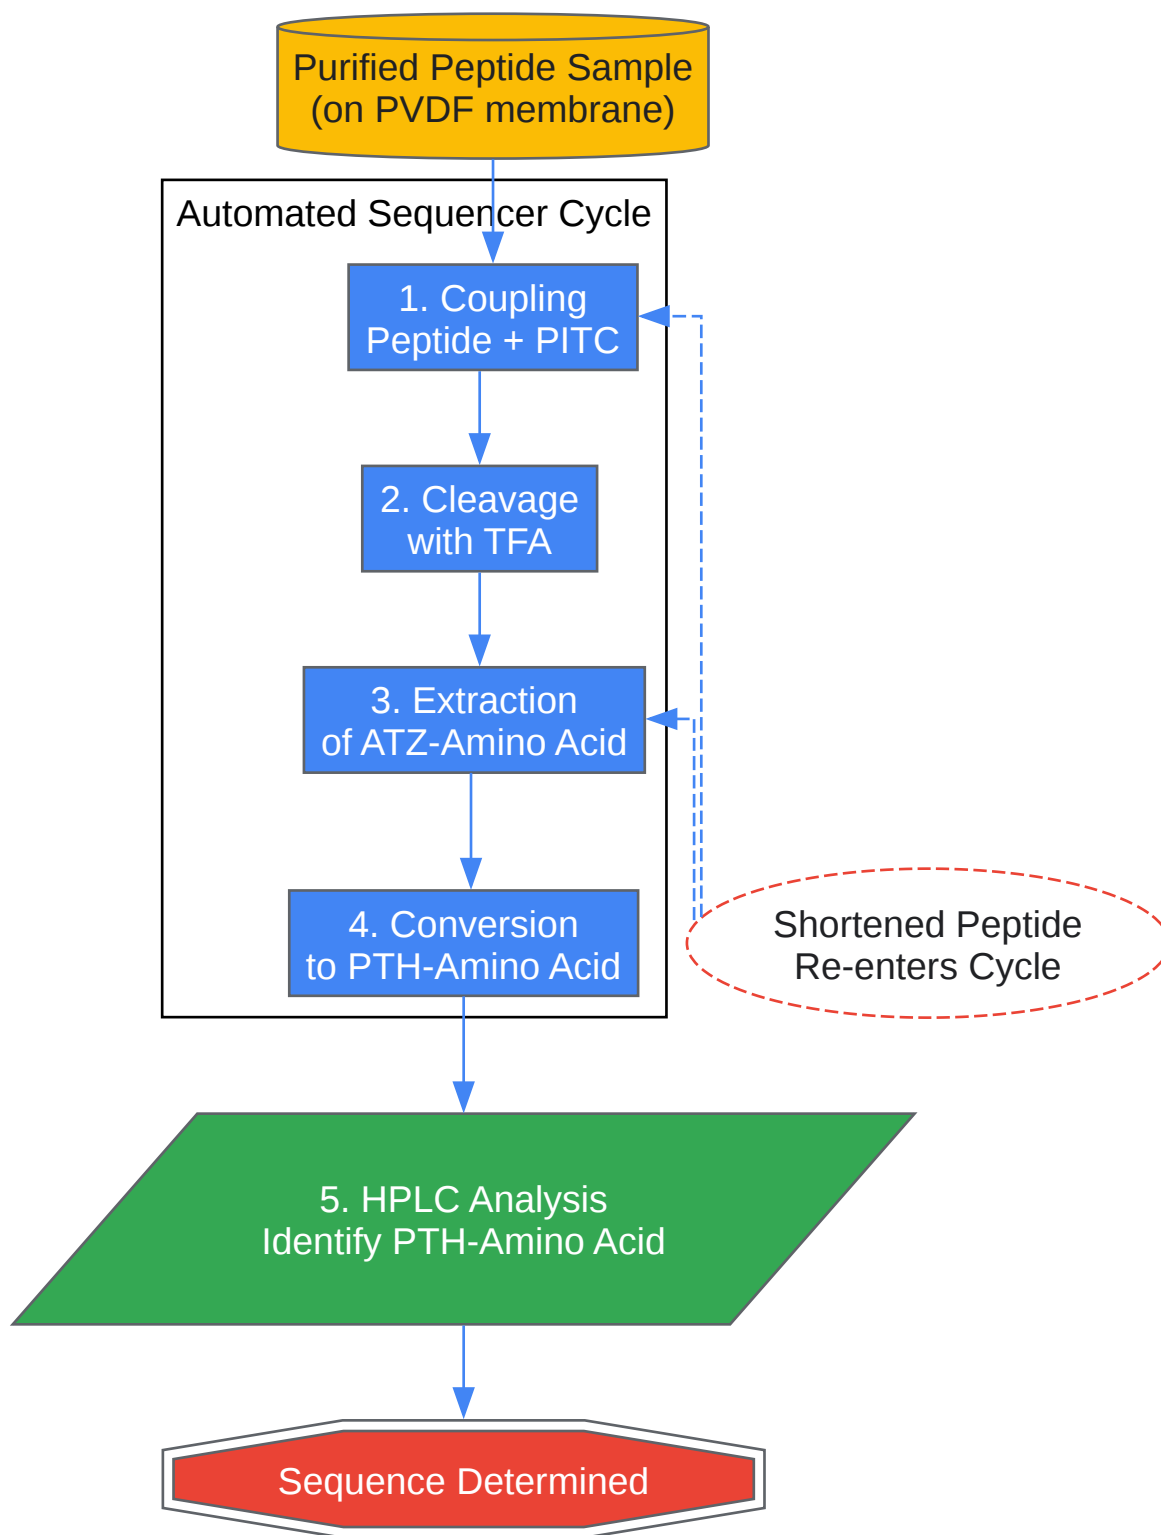 Purified Peptide Sample
(on PVDF membrane)
Automated Sequencer Cycle
1. Coupling
Peptide + PITC
2. Cleavage
with TFA
3. Extraction
of ATZ-Amino Acid
4. Conversion
to PTH-Amino Acid
Shortened Peptide
Re-enters Cycle
5. HPLC Analysis
Identify PTH-Amino Acid
Sequence Determined